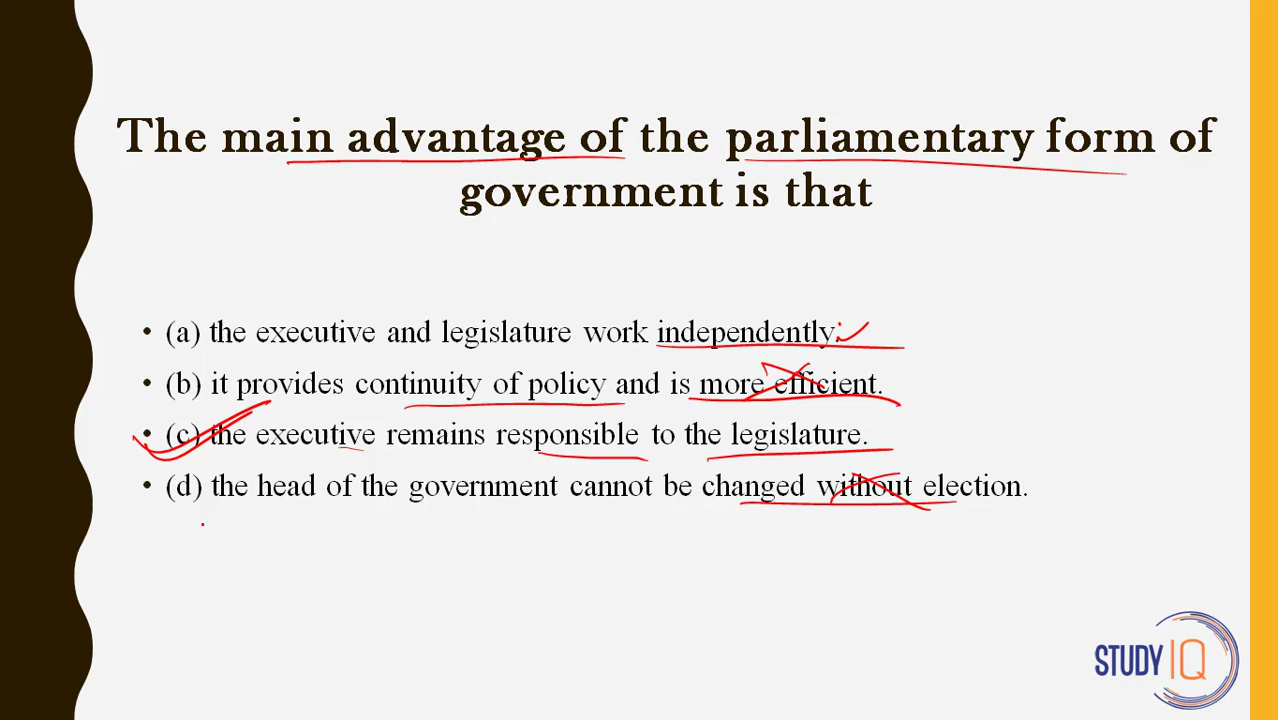 The main advantage of the parliamentary form of
government is that
• (a) the executive and legislature work independently.
• (b) it provides continuity of policy and is more efficient.
• (c) the executive remains responsible to the legislature.
• (d) the head of the government cannot be changed without election.
STUDY IQ